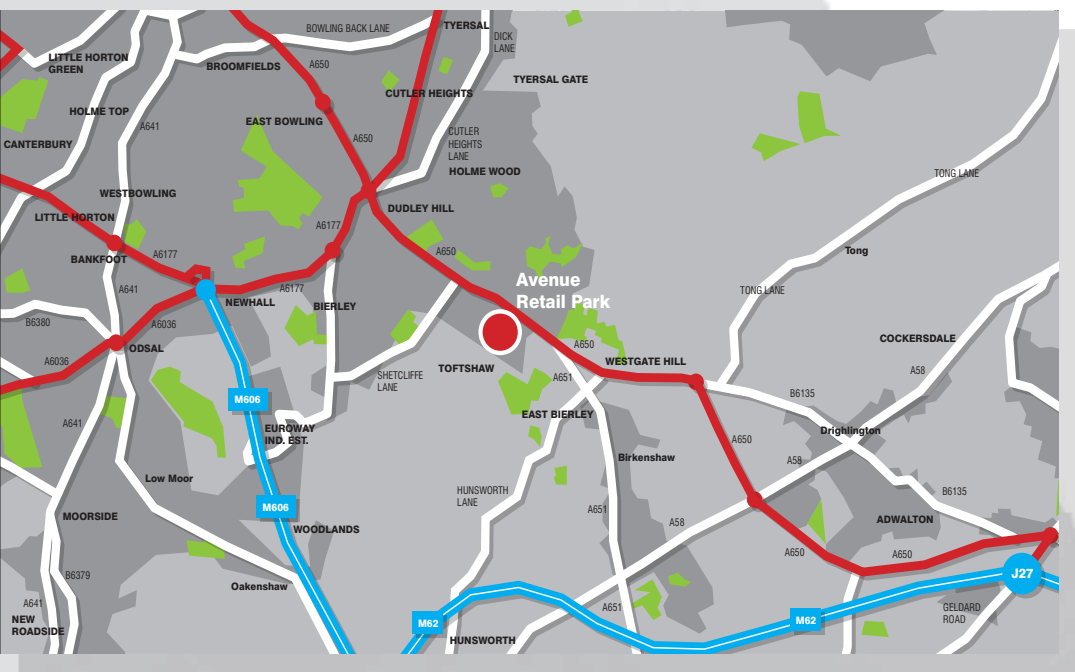 BOWLING BACK LANE
TYERSAL
DICK
LANE
LITTLE HORTON
GREEN
BROOMFIELDS
A650
TYERSAL GATE
CUTLER HEIGHTS
HOLME TOP
A641
EAST BOWLING
A650
CUTLER
HEIGHTS
LANE
CANTERBURY
HOLME WOOD
TONG LANE
WESTBOWLING
DUDLEY HILL
LITTLE HORTON
A6177
A650
Tong
BANKFOOT
A6177
A641
A6177
Avenue
Retail Park
TONG LANE
NEWHALL
BIERLEY
B6380
A6036
COCKERSDALE
ODSAL
A650
A6036
TOFTSHAW
WESTGATE HILL
SHETCLIFFE
LANE
A651
A58
M606
B6135
EAST BIERLEY
A641
EUROWAY
IND. EST.
A650
Drighlington
Birkenshaw
A58
Low Moor
HUNSWORTH
LANE
B6135
M606
A651
MOORSIDE
WOODLANDS
A58
ADWALTON
A650
A650
B6379
J27
Oakenshaw
A641
A651
GELDARD
ROAD
NEW
ROADSIDE
M62
M62
HUNSWORTH